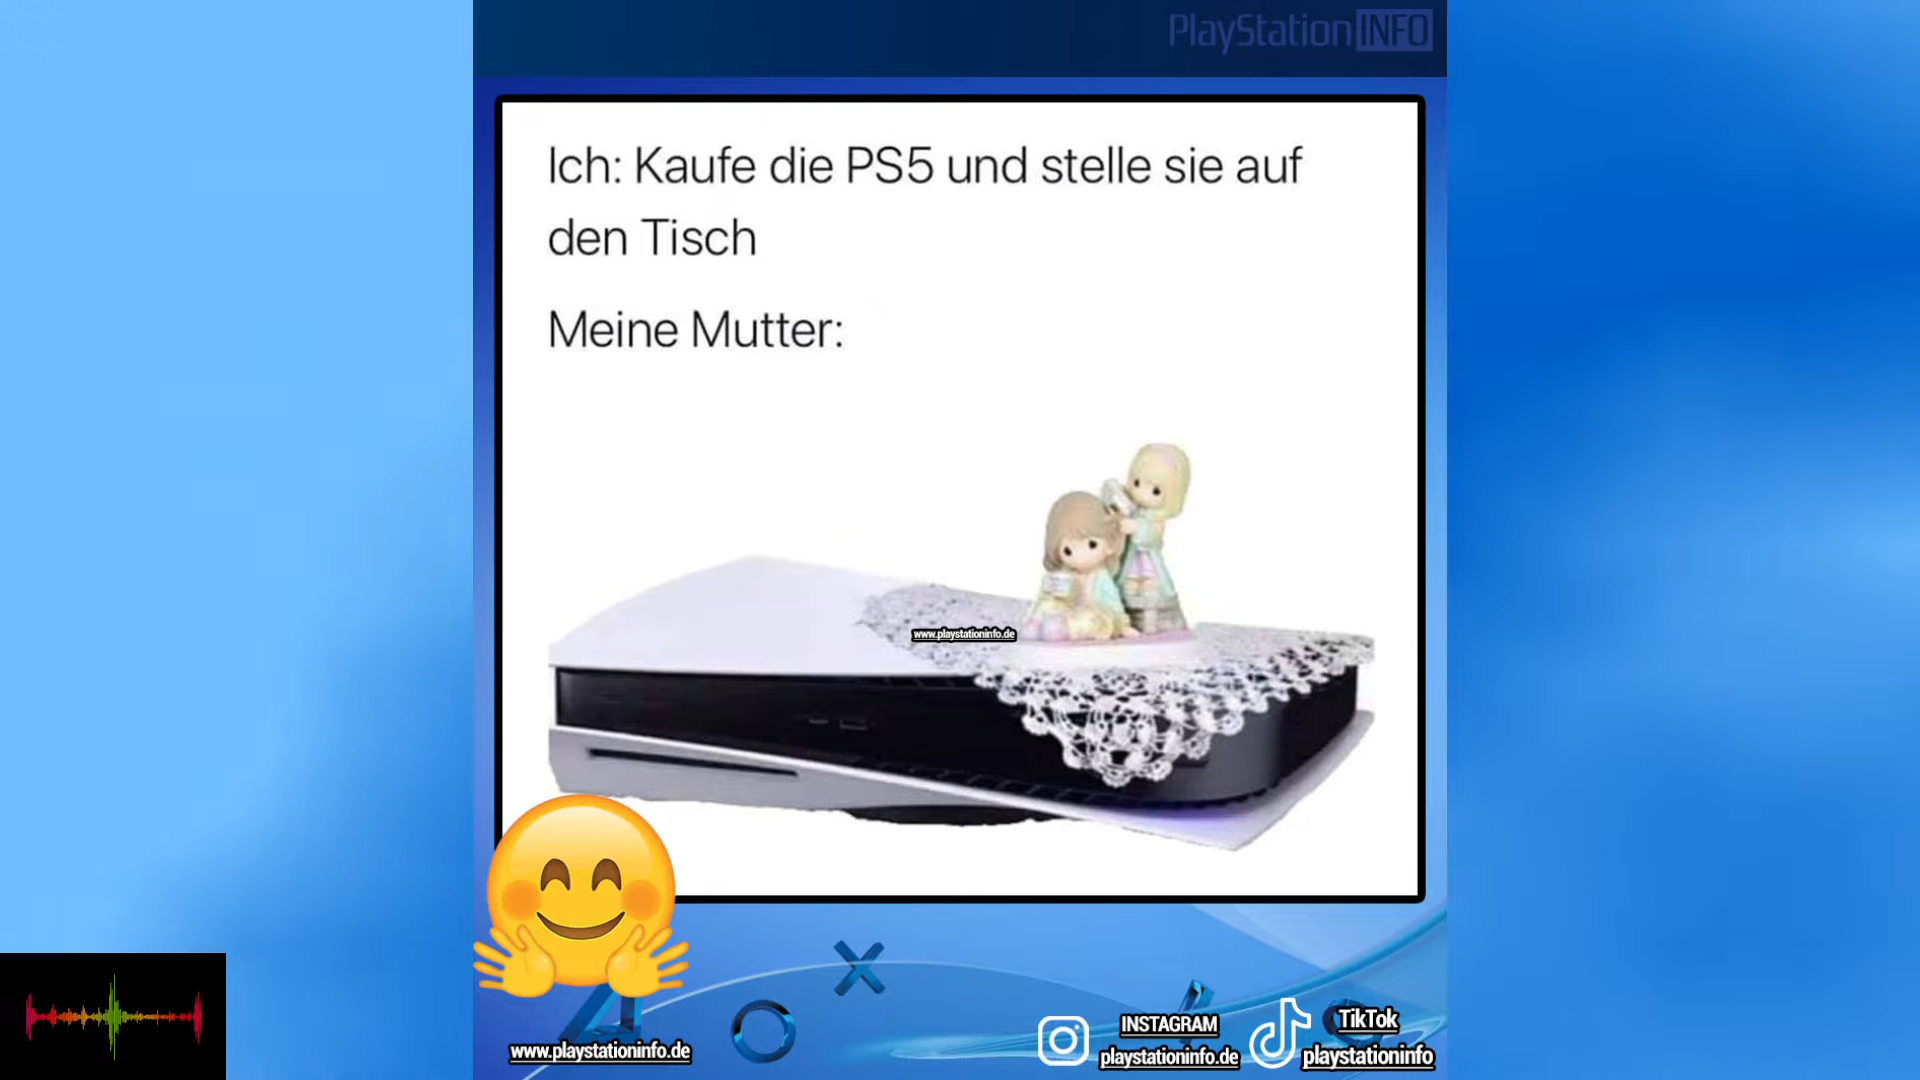 PlayStation INFO
Ich: Kaufe die PS5 und stelle sie auf
den Tisch
Meine Mutter:
www.playstationinfo.de
www.playstationinfo.de
INSTAGRAM
playstationinfo.de
TikTok
playstationinfo